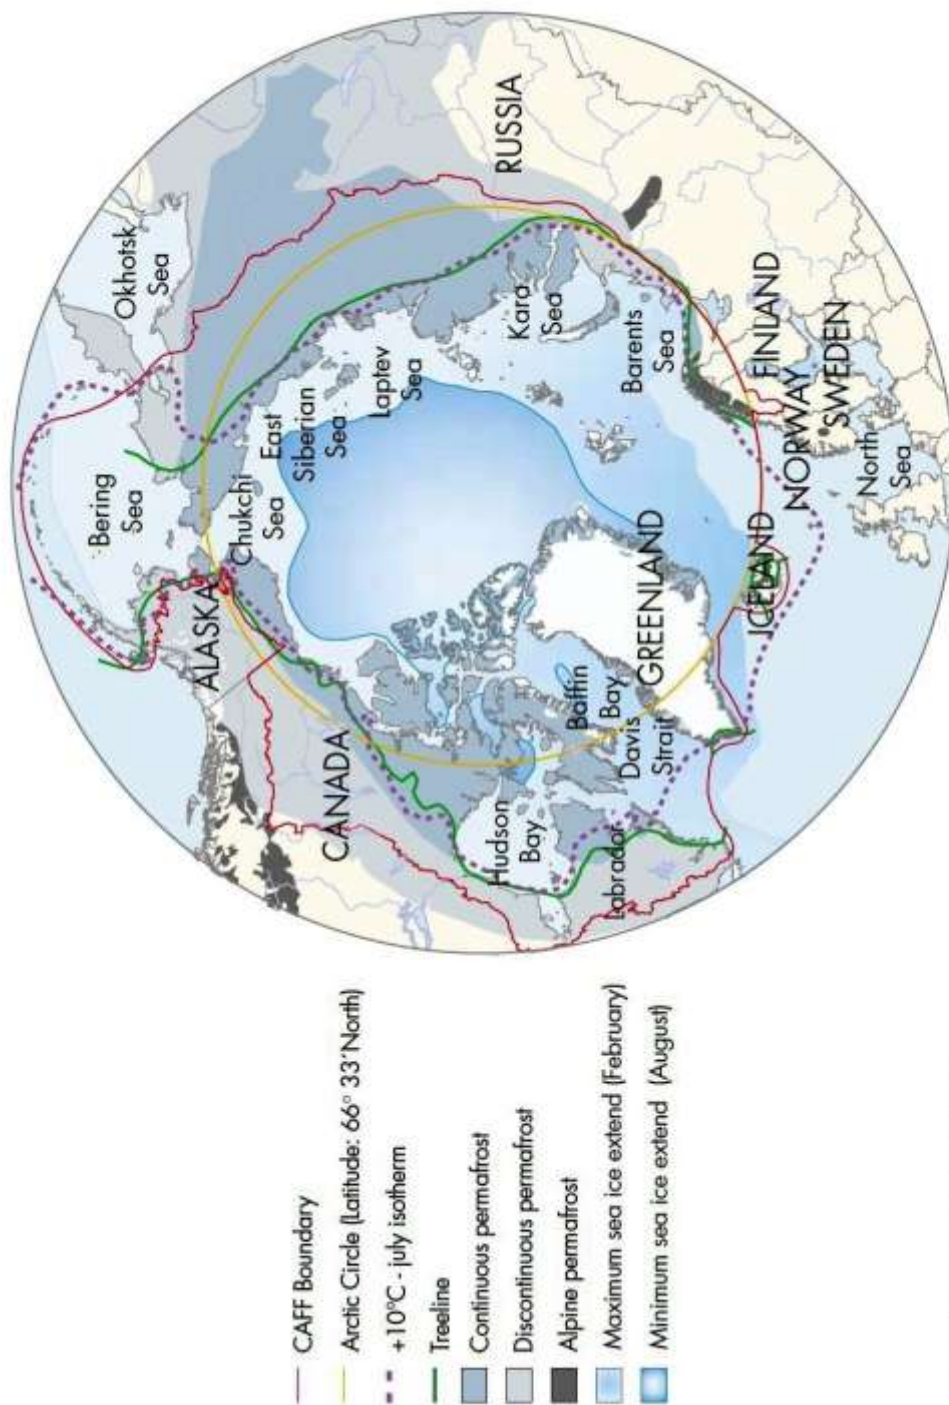 Okhotsk
Sea
Bering
Sea
RUSSIA
East
Siberian
Sea
Laptev
Sea
Kara
Sea
Chukchi
Sea
ALASKA
Barents
Sea
FINLAND
SWEDEN
NORWAY
North
Sea
CANADA
GREENLAND
ICELAND
Baffin
Bay
Davis
Strait
Hudson
Bay
Labrador
CAFF Boundary
Arctic Circle (Latitude: 66° 33'North)
+10°C - july isotherm
Treeline
Continuous permafrost
Discontinuous permafrost
Alpine permafrost
Maximum sea ice extend (February)
Minimum sea ice extend (August)